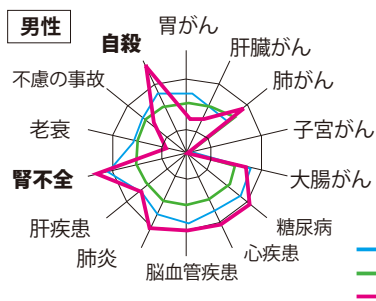 男性
胃がん
肝臓がん
肺がん
子宮がん
大腸がん
糖尿病
心疾患
脳血管疾患
肺炎
肝疾患
腎不全
老衰
不慮の事故
自殺